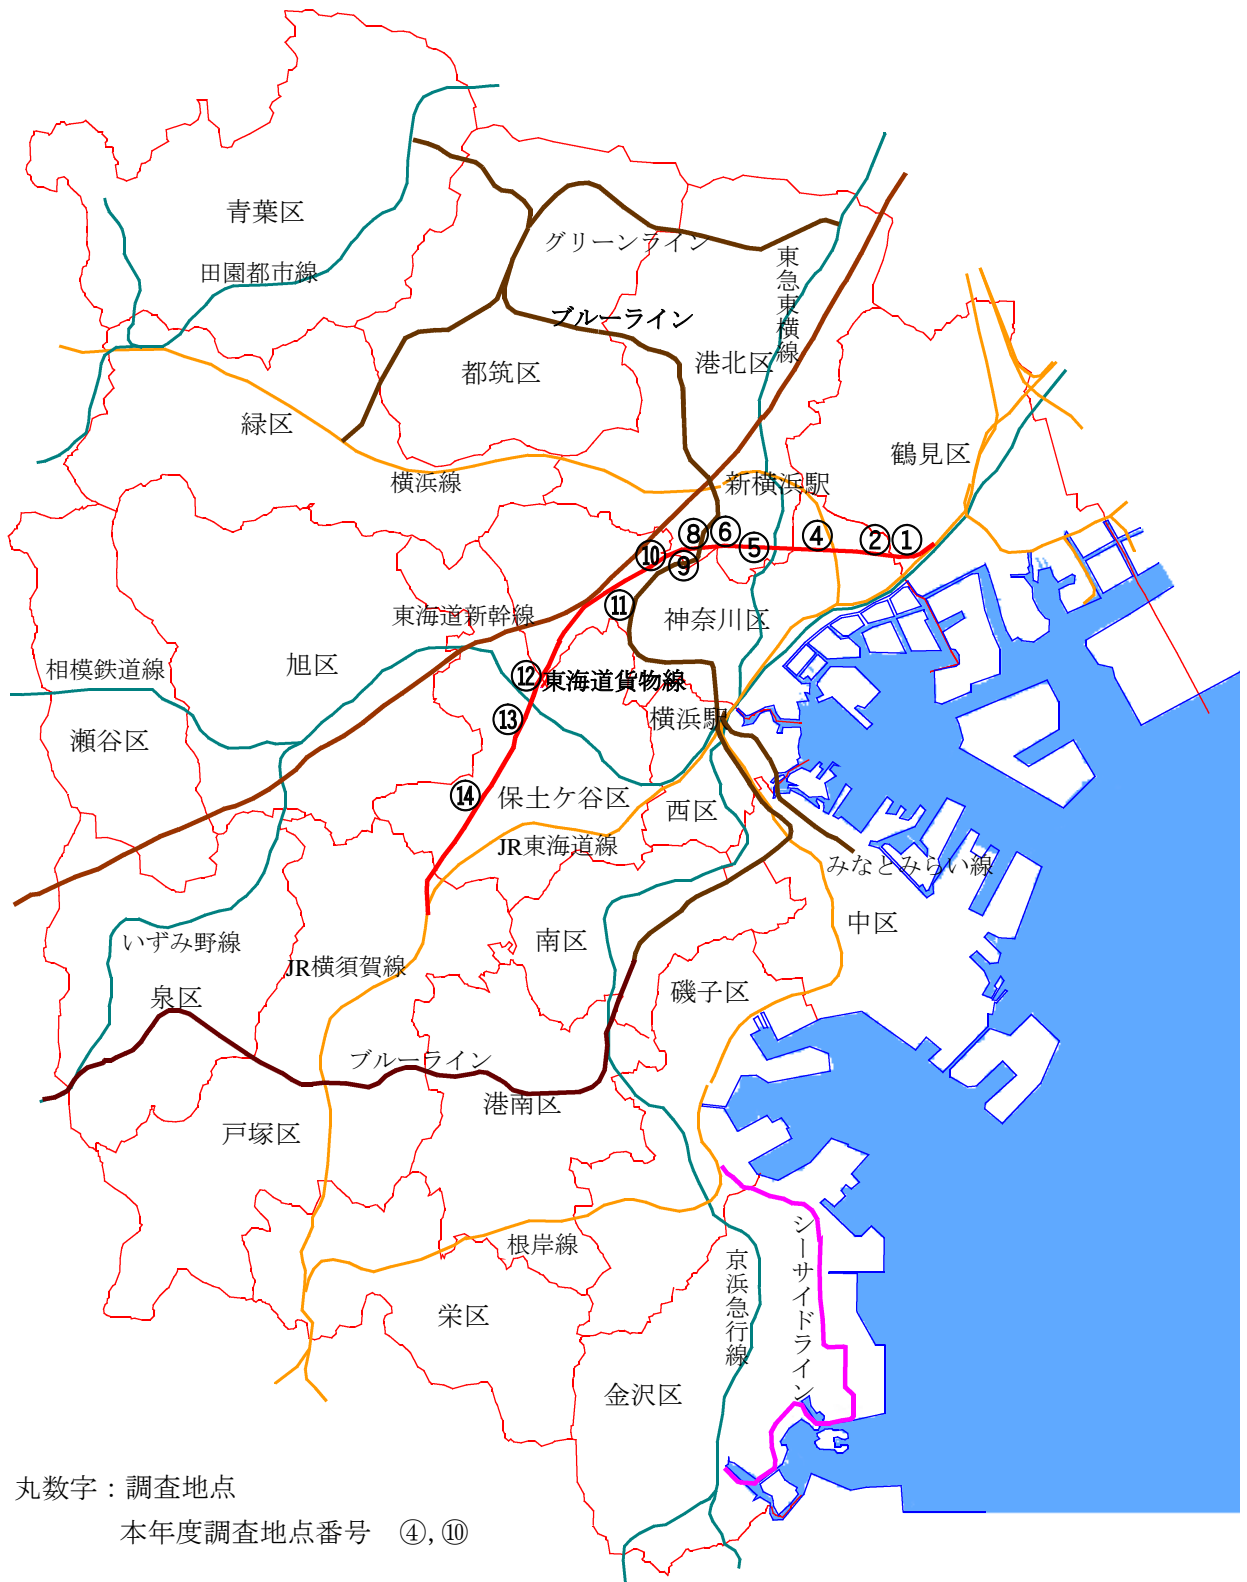 青葉区
田園都市線
グリーンライン
東急東横線
ブルーライン
港北区
都筑区
緑区
鶴見区
横浜線
新横浜駅
⑧
⑥
④
②
①
⑩
⑤
⑨
⑪
東海道新幹線
神奈川区
旭区
相模鉄道線
⑫
東海道貨物線
⑬
横浜駅
瀬谷区
⑭
保土ケ谷区
西区
JR東海道線
みなとみらい線
中区
いずみ野線
南区
JR横須賀線
泉区
磯子区
ブルーライン
港南区
戸塚区
シーサイドライン
根岸線
京浜急行線
栄区
金沢区
丸数字：調査地点
本年度調査地点番号　④,⑩